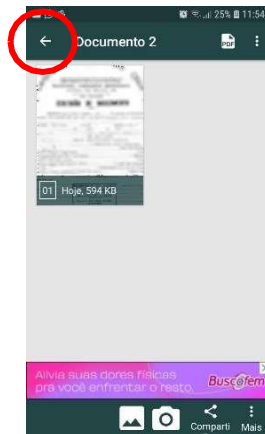 25% 11:54
Documento 2
PDF
01 Hoje, 594 KB
Alivia suas dores físicas
pra você enfrentar o resto.
Buscofem
Comparti Mais